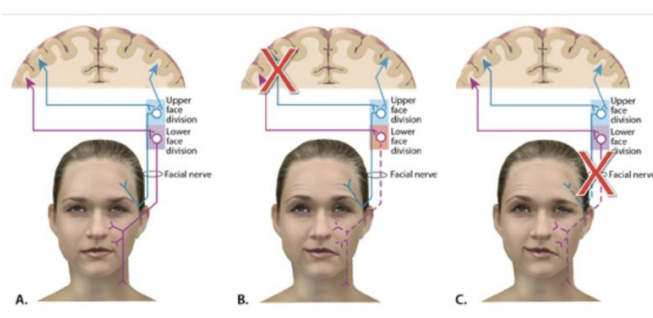 Upper
face
division
Lower
face
division
Facial nerve
A.
Upper
face
division
Lower
face
division
Facial nerve
B.
Upper
face
division
Lower
face
division
Facial nerve
C.